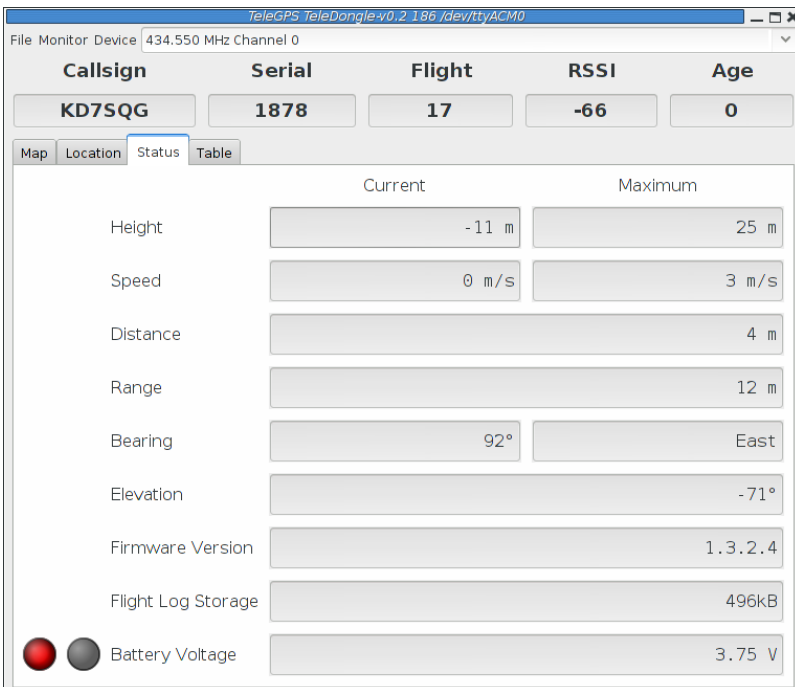 TeleGPS TeleDongle-v0.2 186 /dev/ttyACM0
File Monitor Device 434.550 MHz Channel 0
Callsign Serial Flight RSSI Age
KD7SQG 1878 17 -66 0
Map Location Status Table
Current Maximum
Height -11 m 25 m
Speed 0 m/s 3 m/s
Distance 4 m
Range 12 m
Bearing 92° East
Elevation -71°
Firmware Version 1.3.2.4
Flight Log Storage 496kB
Battery Voltage 3.75 V